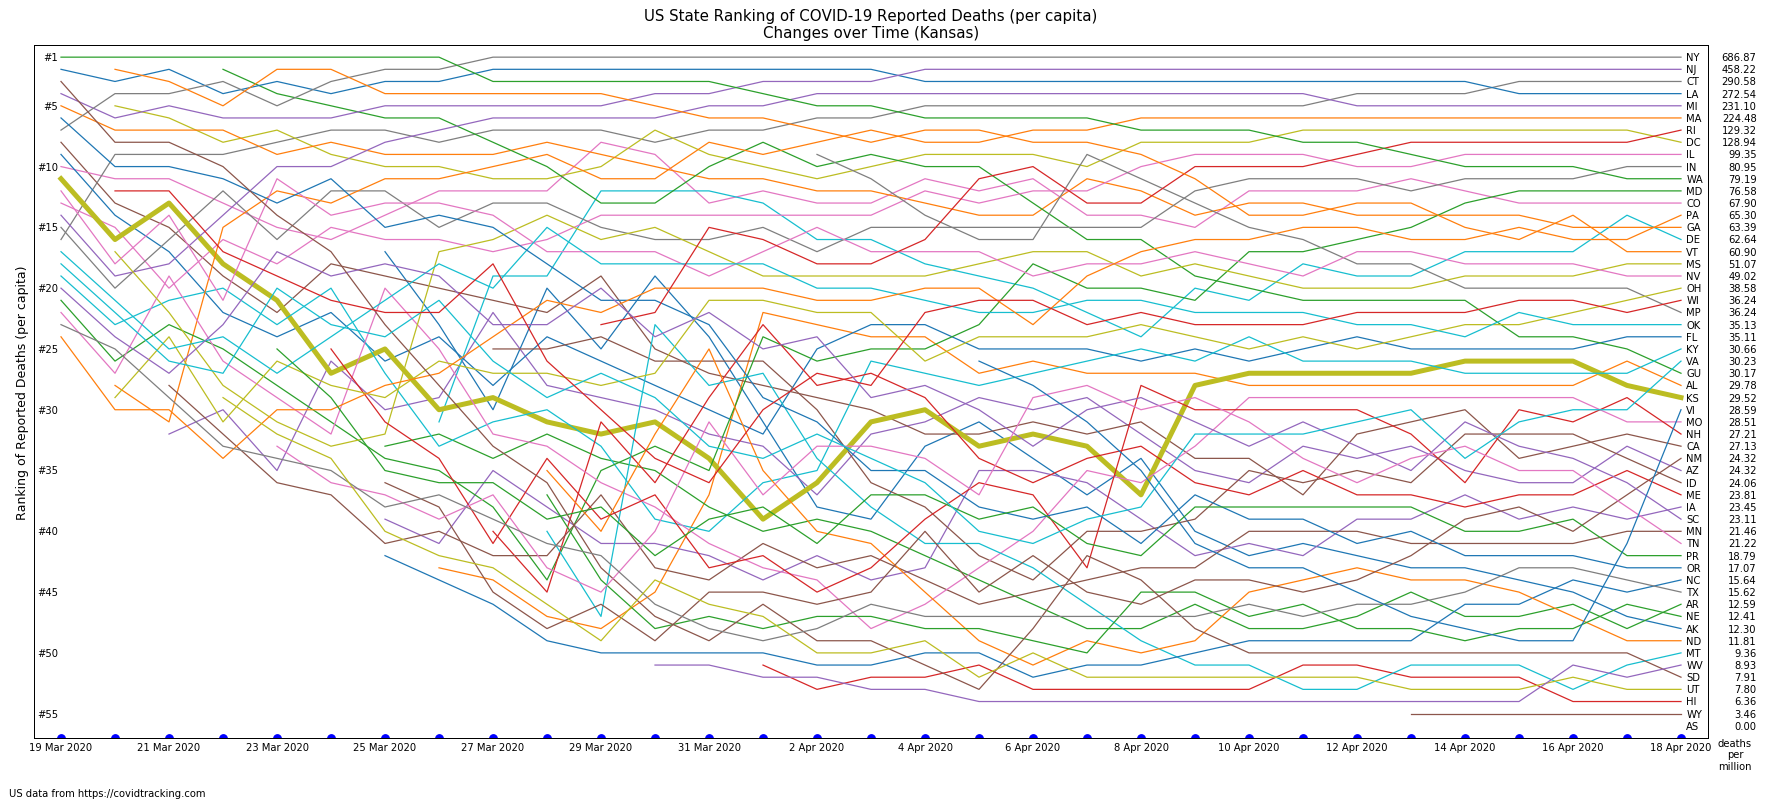 US State Ranking of COVID-19 Reported Deaths (per capita)
Changes over Time (Kansas)
Ranking of Reported Deaths (per capita)
#1
#5
#10
#15
#20
#25
#30
#35
#40
#45
#50
#55
NY 686.87
NJ 458.22
CT 290.58
LA 272.54
MI 231.10
MA 224.48
RI 129.32
DC 128.94
IL 99.35
IN 80.95
WA 79.19
MD 76.58
CO 67.90
PA 65.30
GA 63.39
DE 62.64
VT 60.90
MS 51.07
NV 49.02
OH 38.58
WI 36.24
MP 36.24
OK 35.13
FL 35.11
KY 30.66
VA 30.23
GU 30.17
AL 29.78
KS 29.52
VI 28.59
MO 28.51
NH 27.21
CA 27.13
NM 24.32
AZ 24.32
ID 24.06
ME 23.81
IA 23.45
SC 23.11
MN 21.46
TN 21.22
PR 18.79
OR 17.07
NC 15.64
TX 15.62
AR 12.59
NE 12.41
AK 12.30
ND 11.81
MT 9.36
WV 8.93
SD 7.91
UT 7.80
HI 6.36
WY 3.46
AS 0.00
19 Mar 2020
21 Mar 2020
23 Mar 2020
25 Mar 2020
27 Mar 2020
29 Mar 2020
31 Mar 2020
2 Apr 2020
4 Apr 2020
6 Apr 2020
8 Apr 2020
10 Apr 2020
12 Apr 2020
14 Apr 2020
16 Apr 2020
18 Apr 2020
deaths
per
million
US data from https://covidtracking.com